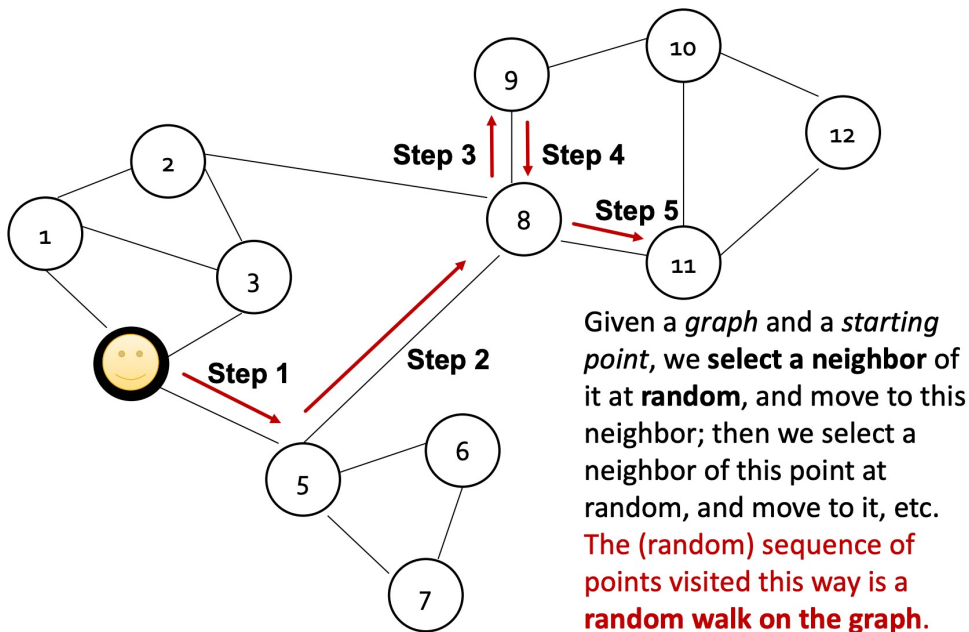 10
9
12
Step 3
Step 4
2
Step 5
8
1
11
3
Given a graph and a starting
point, we select a neighbor of
it at random, and move to this
neighbor; then we select a
neighbor of this point at
random, and move to it, etc.
The (random) sequence of
points visited this way is a
random walk on the graph.
Step 1
Step 2
6
5
7